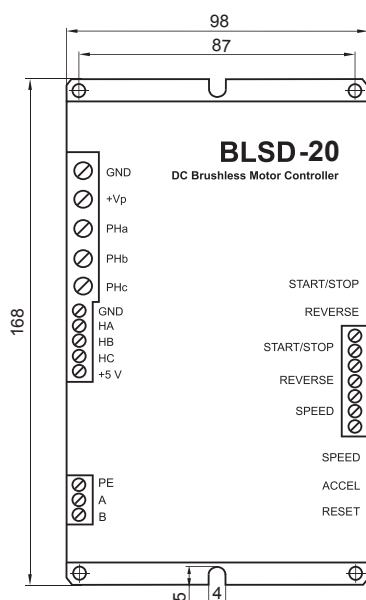 98
87
BLSD-20
DC Brushless Motor Controller
GND
+Vp
PHa
PHb
PHc
GND
HA
HB
HC
+5 V
START/STOP
REVERSE
START/STOP
REVERSE
SPEED
168
SPEED
ACCEL
RESET
PE
A
B
5
4